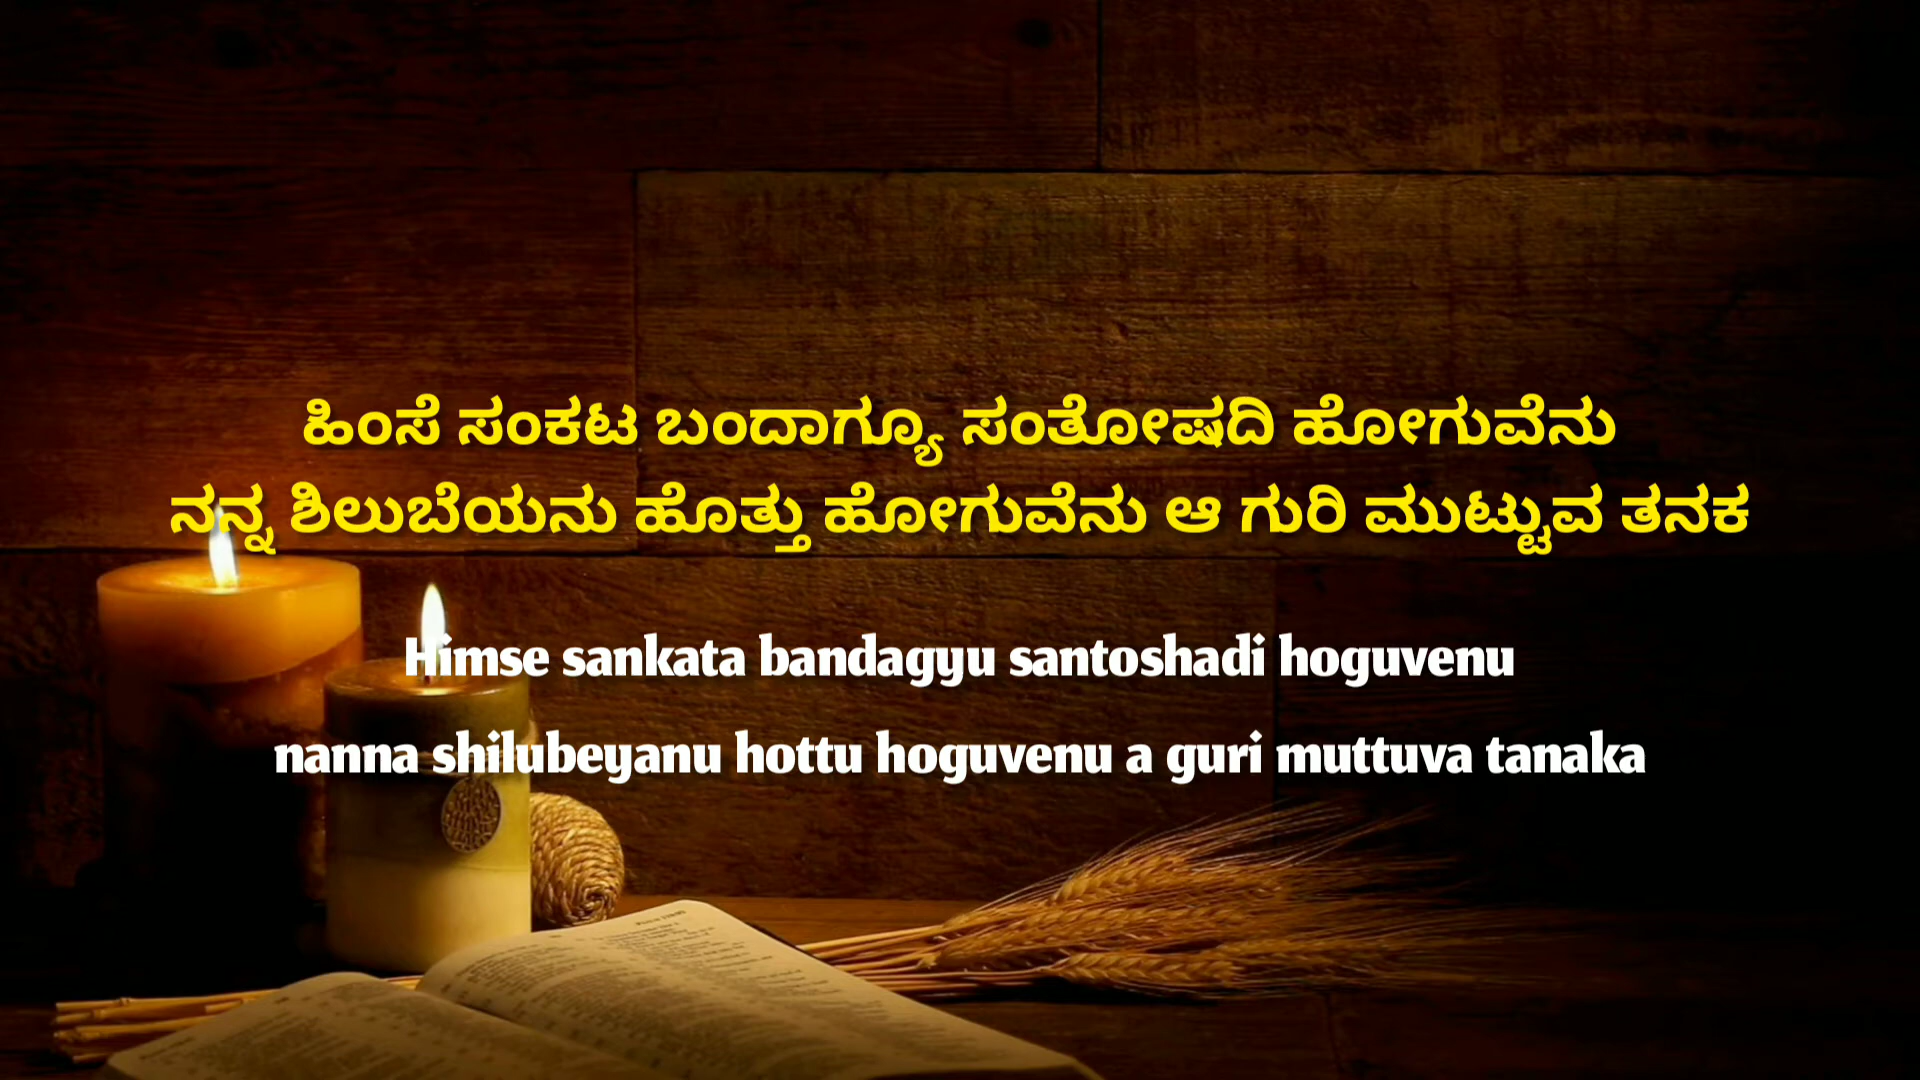 ಹಿಂಸೆ ಸಂಕಟ ಬಂದಾಗ್ಯೂ ಸಂತೋಷದಿ ಹೋಗುವೆನು
ನನ್ನ ಶಿಲುಬೆಯನು ಹೊತ್ತು ಹೋಗುವೆನು ಆ ಗುರಿ ಮುಟ್ಟುವ ತನಕ
Himse sankata bandagyu santoshadi hoguvenu
nanna shilubeyanu hottu hoguvenu a guri muttuva tanaka